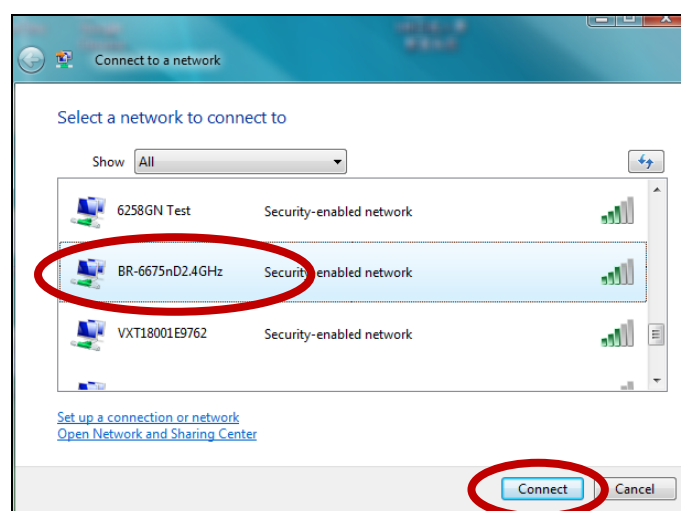 Connect to a network
Select a network to connect to
Show All
6258GN Test Security-enabled network
BR-6675nD2.4GHz Security-enabled network
VXT18001E9762 Security-enabled network
Set up a connection or network
Open Network and Sharing Center
Connect Cancel